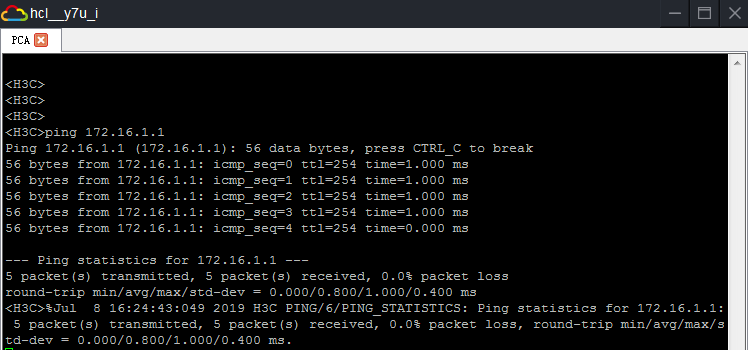 hcl__y7u_i
PCA
<H3C>
<H3C>
<H3C>
<H3C>ping 172.16.1.1
Ping 172.16.1.1 (172.16.1.1): 56 data bytes, press CTRL_C to break
56 bytes from 172.16.1.1: icmp_seq=0 ttl=254 time=1.000 ms
56 bytes from 172.16.1.1: icmp_seq=1 ttl=254 time=1.000 ms
56 bytes from 172.16.1.1: icmp_seq=2 ttl=254 time=1.000 ms
56 bytes from 172.16.1.1: icmp_seq=3 ttl=254 time=1.000 ms
56 bytes from 172.16.1.1: icmp_seq=4 ttl=254 time=0.000 ms
--- Ping statistics for 172.16.1.1 ---
5 packet(s) transmitted, 5 packet(s) received, 0.0% packet loss
round-trip min/avg/max/std-dev = 0.000/0.800/1.000/0.400 ms
<H3C>%Jul  8 16:24:43:049 2019 H3C PING/6/PING_STATISTICS: Ping statistics for 172.16.1.1:
 5 packet(s) transmitted, 5 packet(s) received, 0.0% packet loss, round-trip min/avg/max/s
td-dev = 0.000/0.800/1.000/0.400 ms.